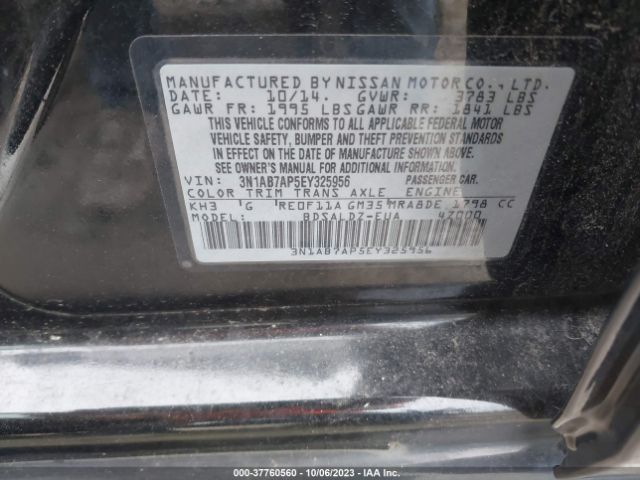 MANUFACTURED BY NISSAN MOTOR CO., LTD.
DATE: 10/14. GVWR: 3783 LBS
GAWR FR: 1995 LBS GAWR RR: 1841 LBS
THIS VEHICLE CONFORMS TO ALL APPLICABLE FEDERAL MOTOR
VEHICLE SAFETY, BUMPER AND THEFT PREVENTION STANDARDS
IN EFFECT ON THE DATE OF MANUFACTURE SHOWN ABOVE.
SEE OWNER'S MANUAL FOR ADDITIONAL INFORMATION.
VIN: 3N1AB7AP5EY325956 PASSENGER CAR.
COLOR TRIM TRANS AXLE ENGINE
KH3 G RE0F11A GM35 MRA8DE 1798 CC
BDSALDZ-EUA 47000
3N1AB7AP5EY325956
000-37760560 - 10/06/2023 - IAA Inc.